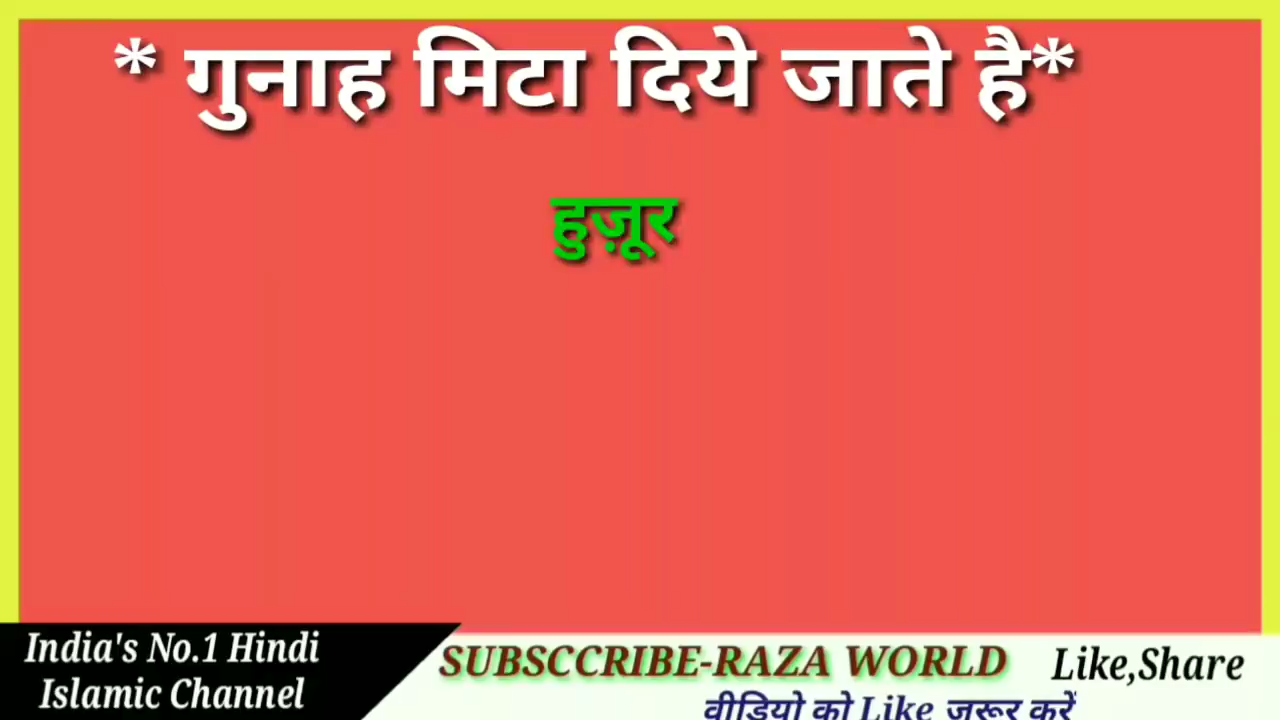 * गुनाह मिटा दिये जाते है*
हुज़ूर
India's No.1 Hindi
Islamic Channel
SUBSCCRIBE-RAZA WORLD
Like,Share
वीडियो को Like जरूर करें